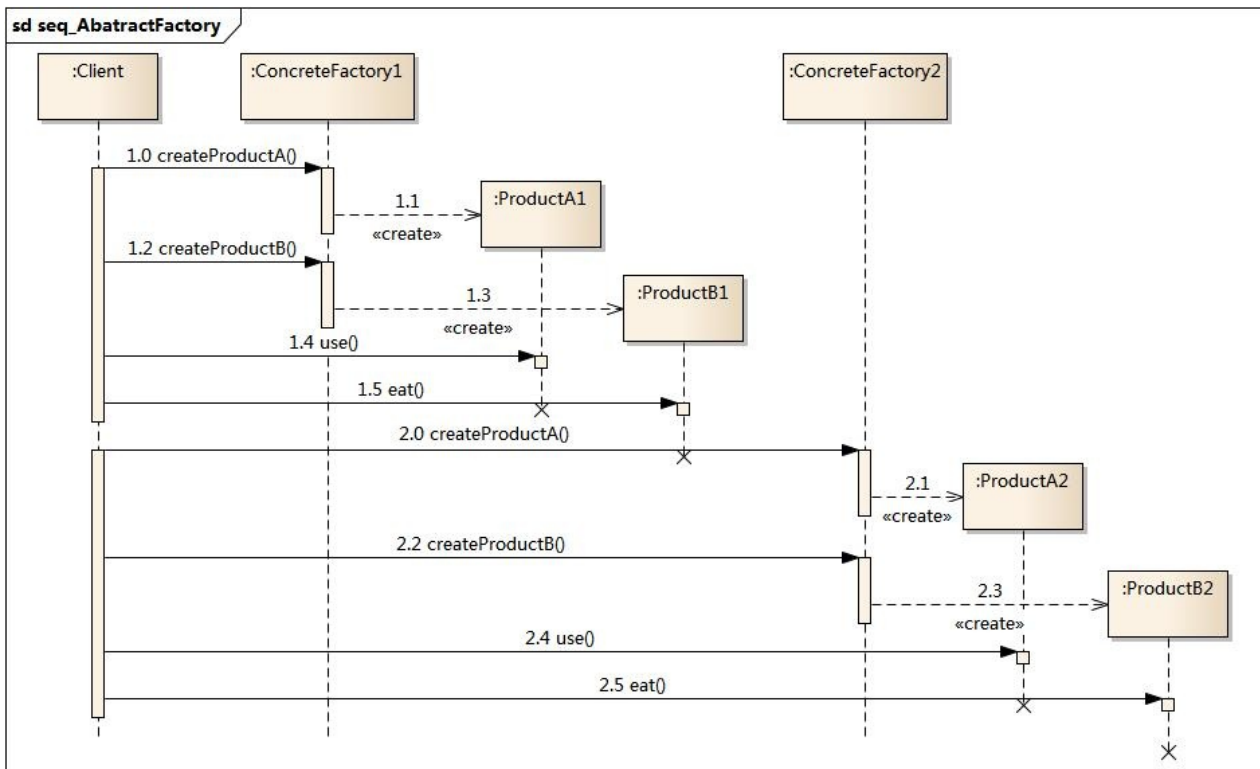 sd seq_AbatractFactory
:Client
:ConcreteFactory1
:ConcreteFactory2
1.0 createProductA()
:ProductA1
1.1
«create»
1.2 createProductB()
:ProductB1
1.3
«create»
1.4 use()
1.5 eat()
2.0 createProductA()
:ProductA2
2.1
«create»
2.2 createProductB()
:ProductB2
2.3
«create»
2.4 use()
2.5 eat()